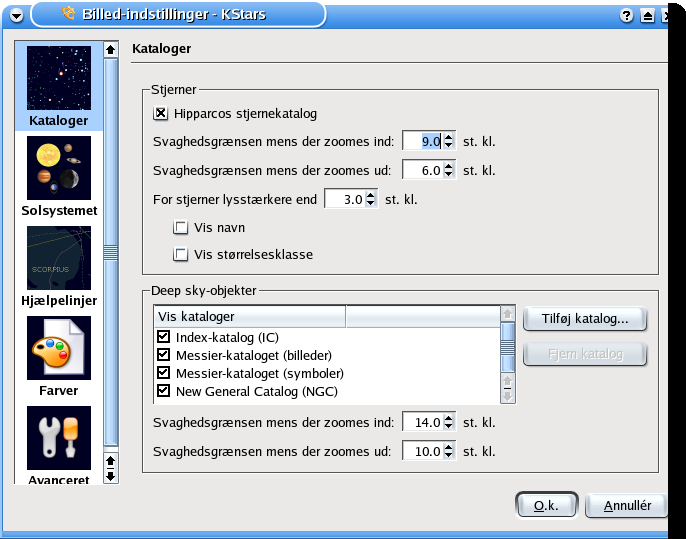 Billed-indstillinger - KStars
Kataloger
Solsystemet
SCORPIUS
Hjælpelinjer
Farver
Avanceret
Kataloger
Stjerner
Hipparcos stjernekatalog
Svaghedsgrænsen mens der zoomes ind: 9.0 st. kl.
Svaghedsgrænsen mens der zoomes ud: 6.0 st. kl.
For stjerner lysstærkere end 3.0 st. kl.
Vis navn
Vis størrelsesklasse
Deep sky-objekter
Vis kataloger
Index-katalog (IC)
Messier-kataloget (billeder)
Messier-kataloget (symboler)
New General Catalog (NGC)
Tilføj katalog...
Fjern katalog
Svaghedsgrænsen mens der zoomes ind: 14.0 st. kl.
Svaghedsgrænsen mens der zoomes ud: 10.0 st. kl.
O.k.
Annullér